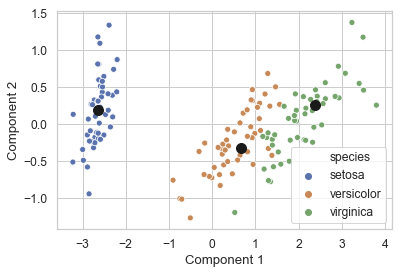 1.5
1.0
0.5
0.0
−0.5
−1.0
Component 2
species
setosa
versicolor
virginica
−3 −2 −1 0 1 2 3 4
Component 1